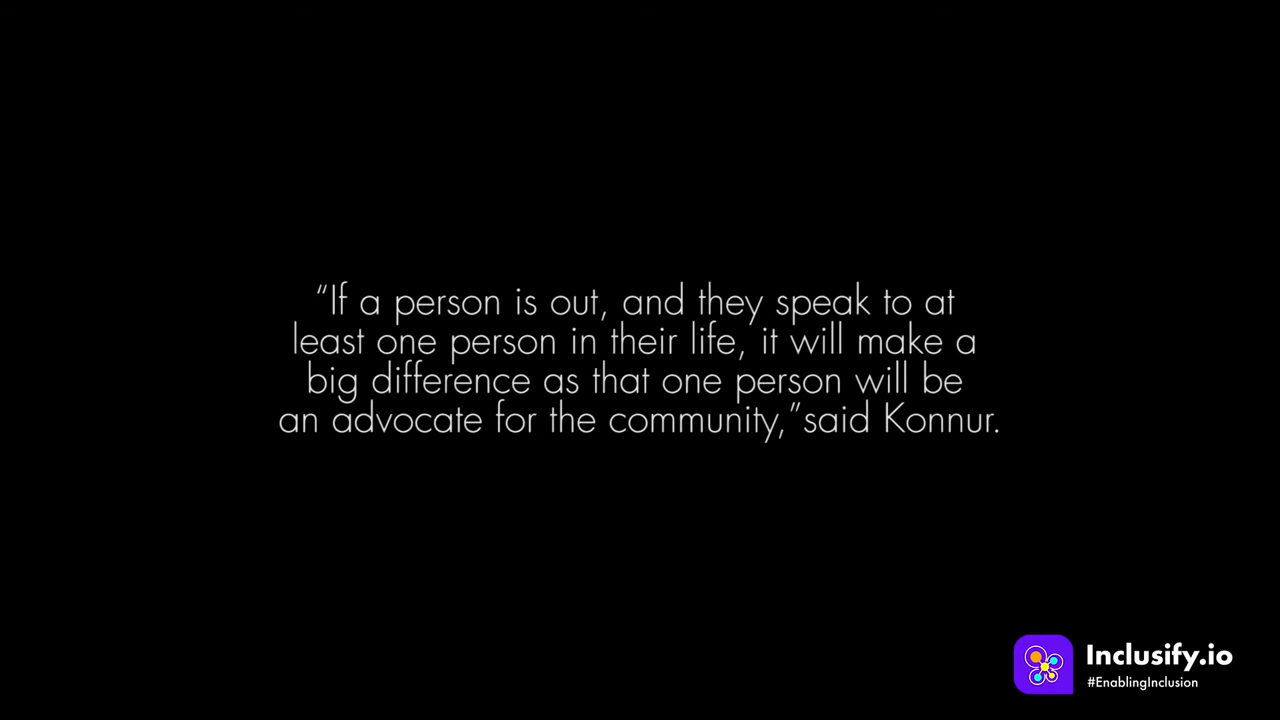 “If a person is out, and they speak to at
least one person in their life, it will make a
big difference as that one person will be
an advocate for the community,”said Konnur.
Inclusify.io
#EnablingInclusion